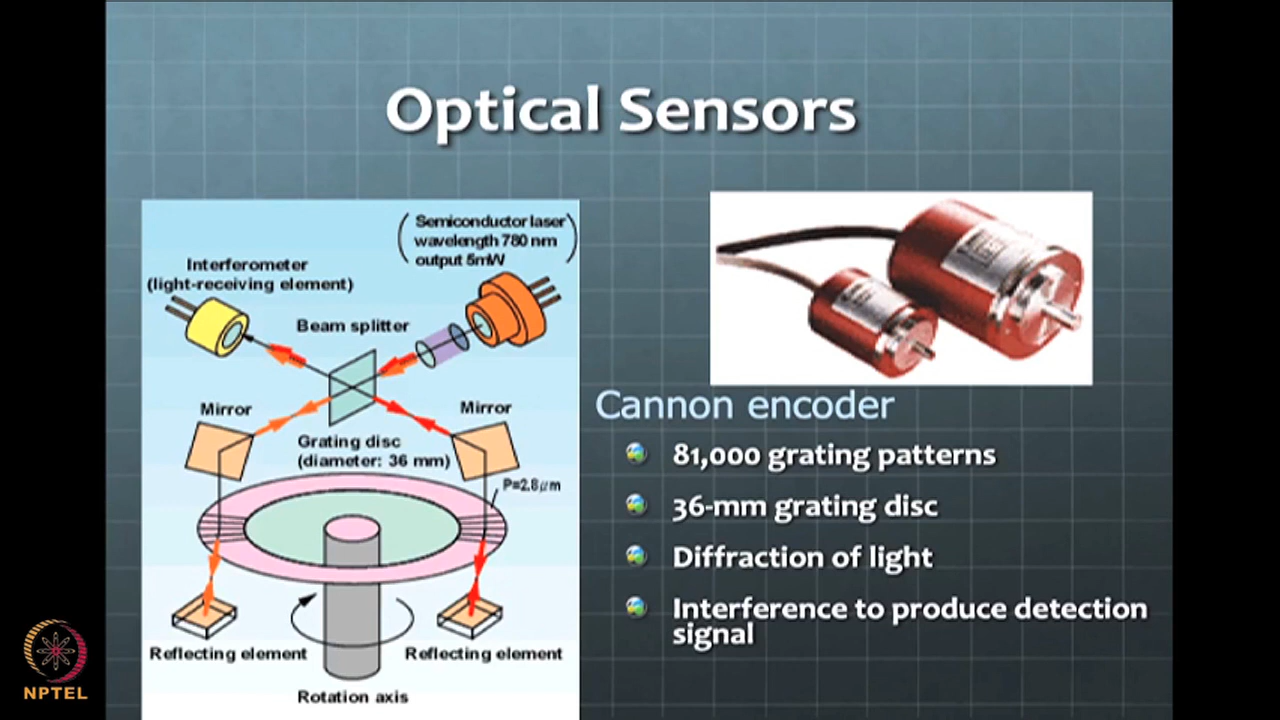 Optical Sensors
Semiconductor laser
wavelength 780 nm
output 5mW
Interferometer
(light-receiving element)
Beam splitter
Mirror
Mirror
Grating disc
(diameter: 36 mm)
P=2.8μm
Reflecting element
Reflecting element
Rotation axis
Cannon encoder
81,000 grating patterns
36-mm grating disc
Diffraction of light
Interference to produce detection
signal
NPTEL